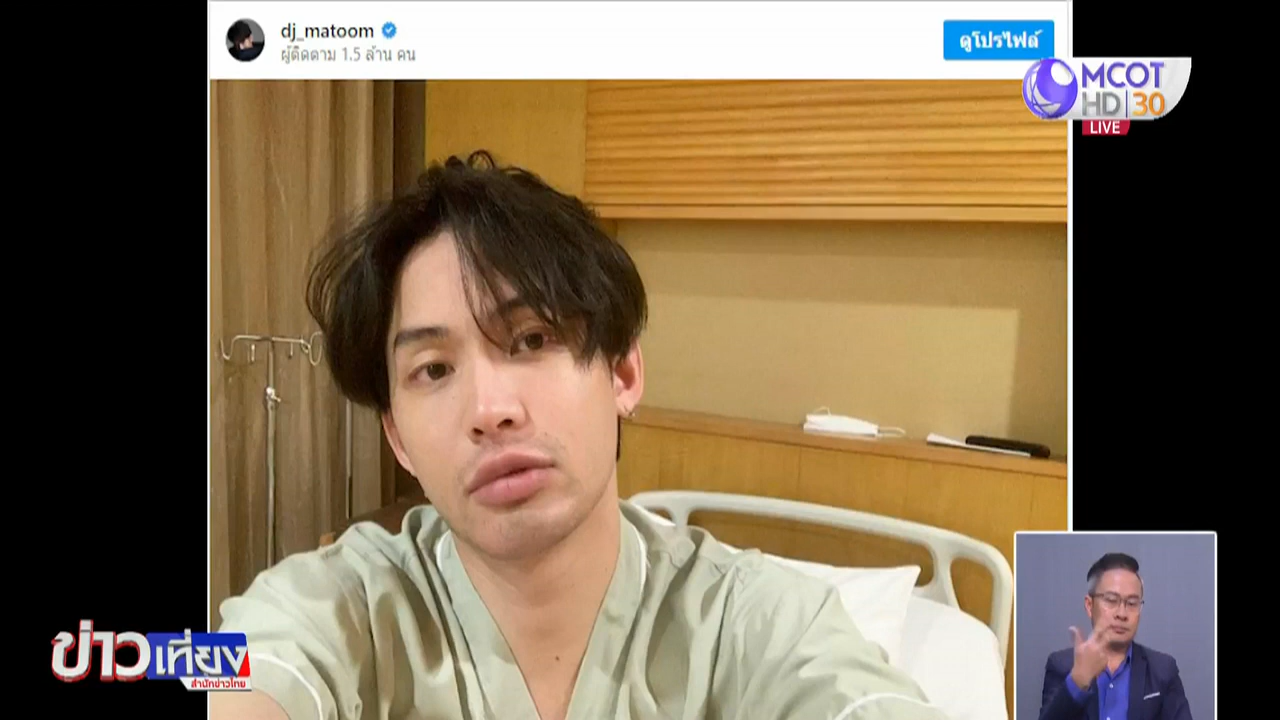 dj_matoom
ผู้ติดตาม 1.5 ล้าน คน
ดูโปรไฟล์
MCOT
HD 30
LIVE
ข่าวเที่ยง
สำนักข่าวไทย